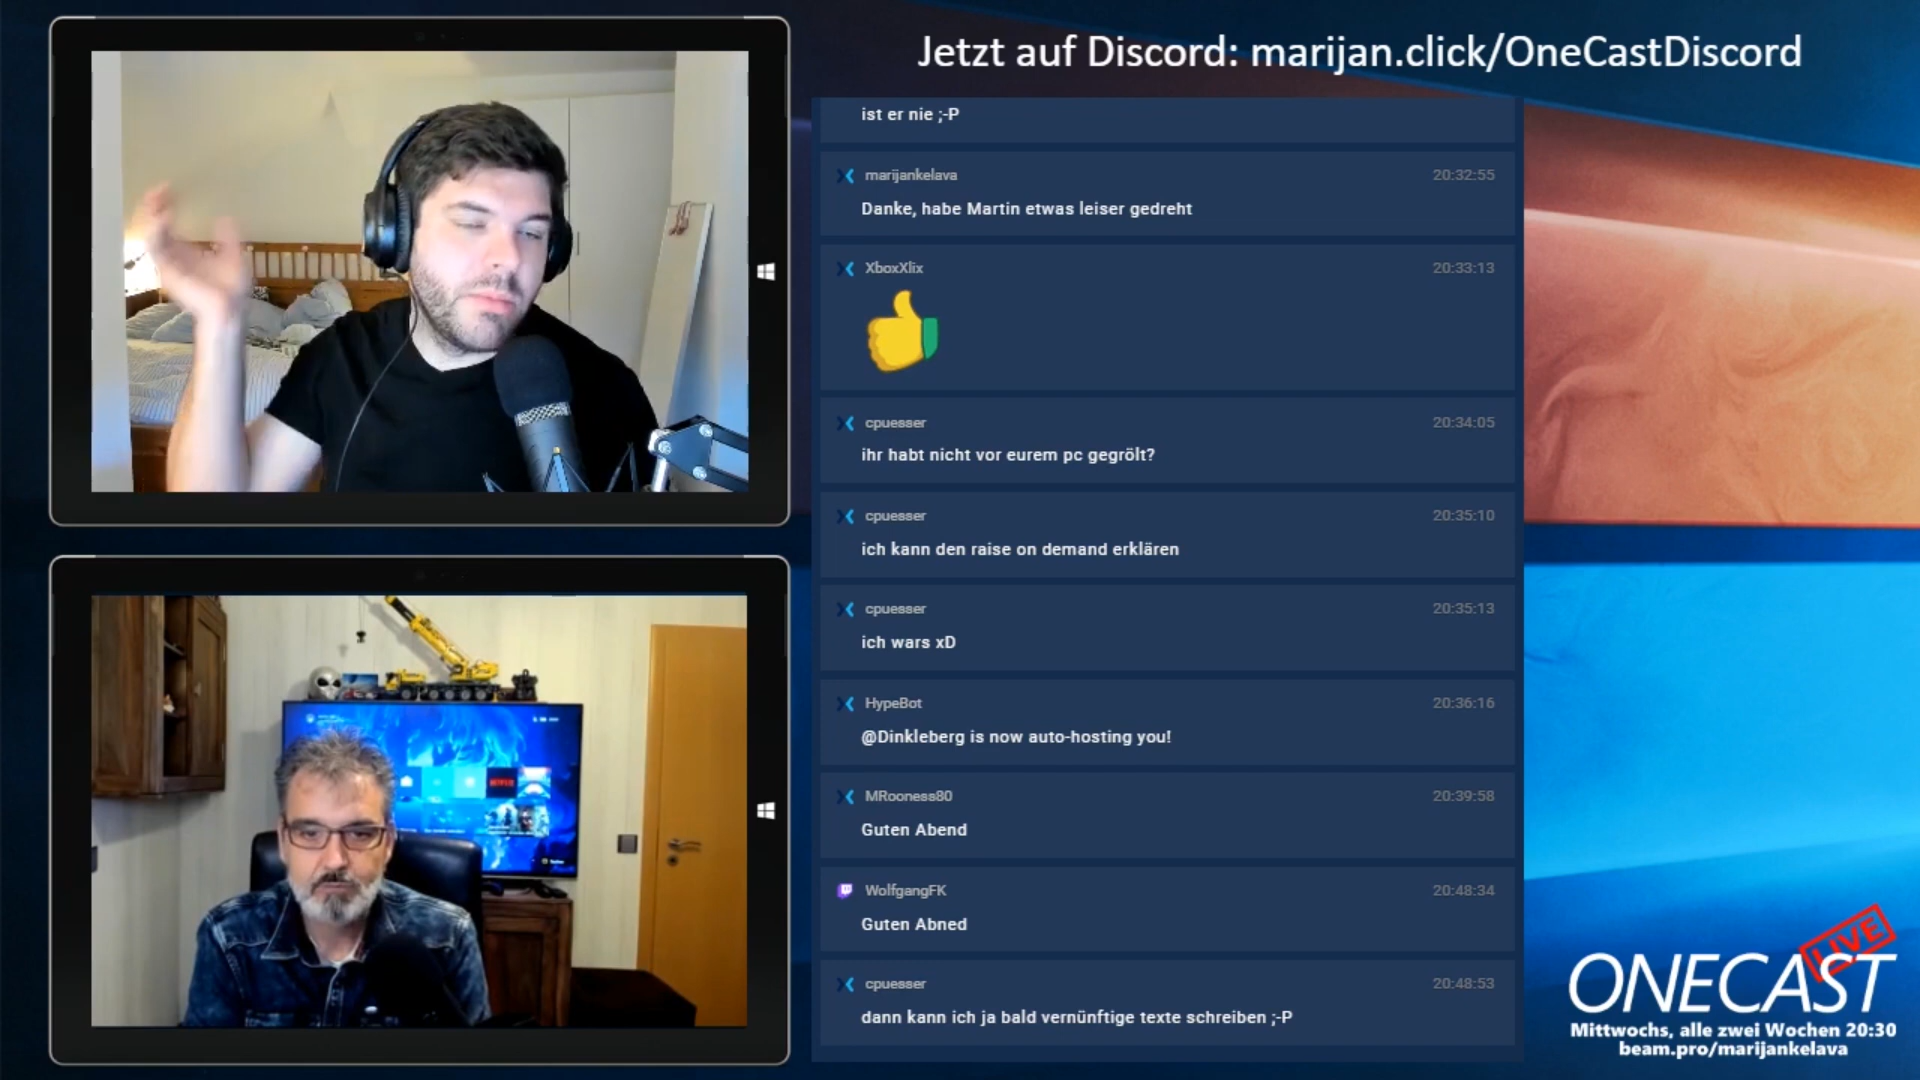 Jetzt auf Discord: marijan.click/OneCastDiscord
ist er nie ;-P
marijankelava 20:32:55
Danke, habe Martin etwas leiser gedreht
XboxXlix 20:33:13
cpuesser 20:34:05
ihr habt nicht vor eurem pc gegrölt?
cpuesser 20:35:10
ich kann den raise on demand erklären
cpuesser 20:35:13
ich wars xD
HypeBot 20:36:16
@Dinkleberg is now auto-hosting you!
MRooness80 20:39:58
Guten Abend
WolfgangFK 20:48:34
Guten Abned
cpuesser 20:48:53
dann kann ich ja bald vernünftige texte schreiben ;-P
NETFLIX
LIVE
ONECAST
Mittwochs, alle zwei Wochen 20:30
beam.pro/marijankelava